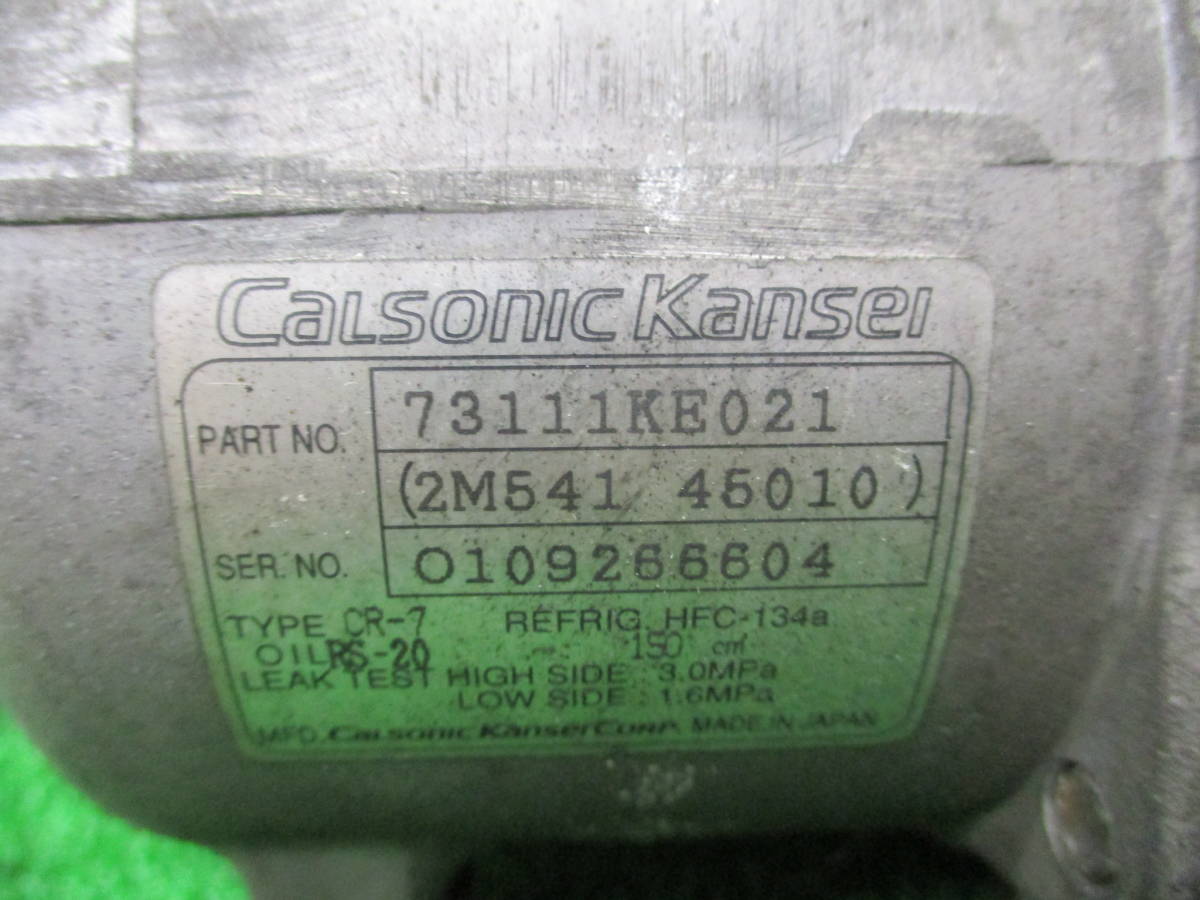 Calsonic Kansei
PART NO. 73111KE021
(2M541 45010)
SER. NO. 0109266604
TYPE CR-7 REFRIG. HFC-134a
OIL RS-20 150 cm³
LEAK TEST HIGH SIDE : 3.0MPa
LOW SIDE : 1.6MPa
MFD. Calsonic Kansei Corp. MADE IN JAPAN